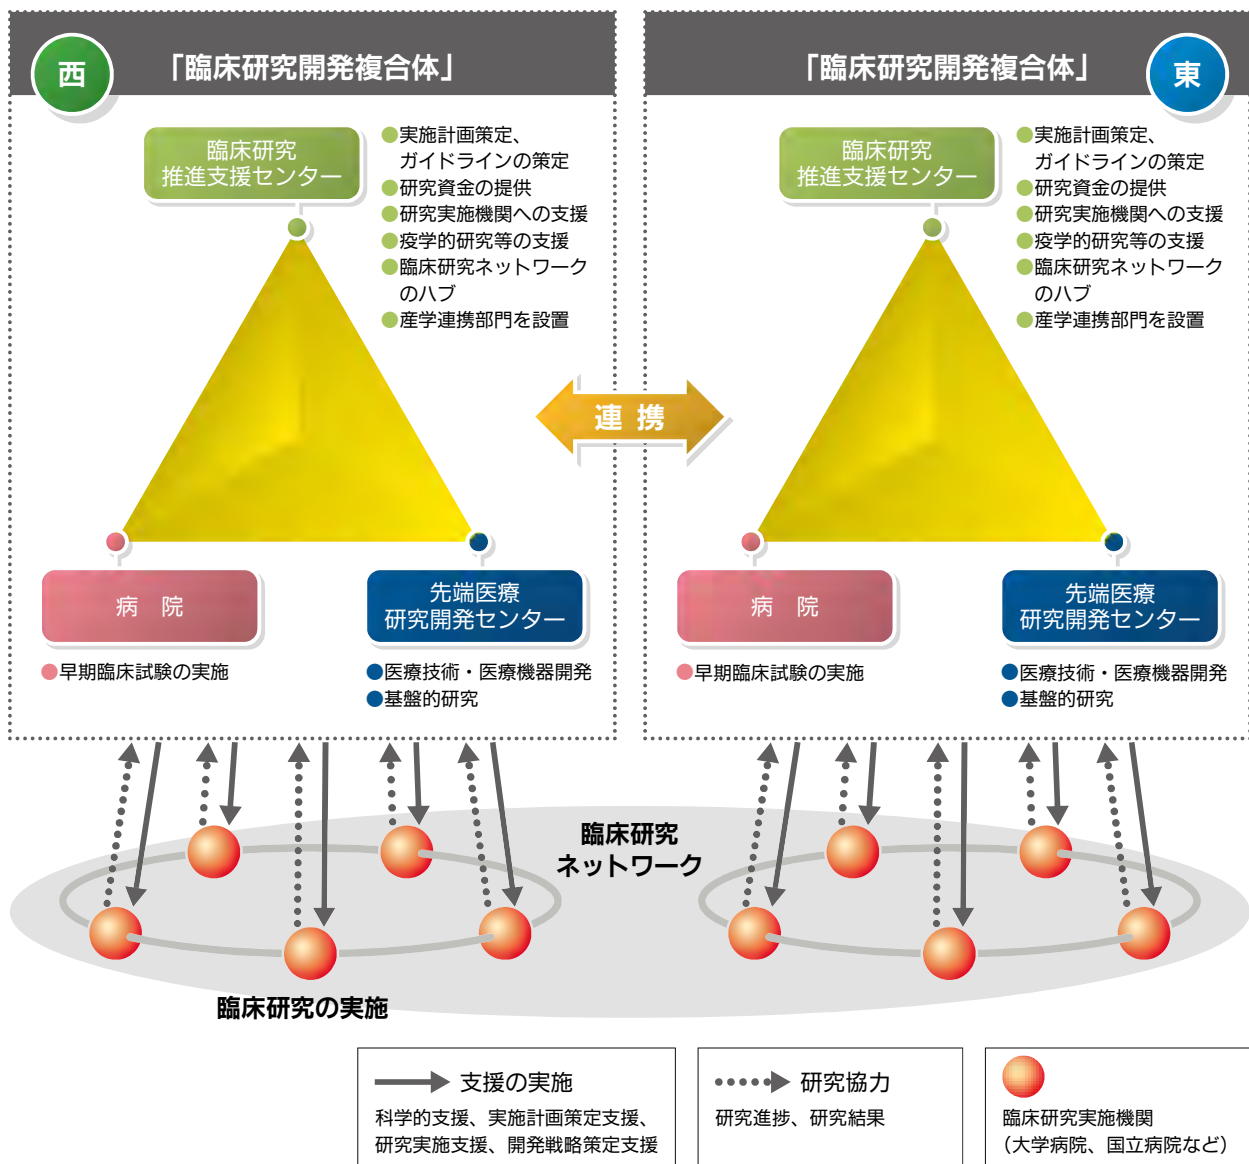 西
「臨床研究開発複合体」
臨床研究
推進支援センター
●実施計画策定、
ガイドラインの策定
●研究資金の提供
●研究実施機関への支援
●疫学的研究等の支援
●臨床研究ネットワーク
のハブ
●産学連携部門を設置
病 院
●早期臨床試験の実施
先端医療
研究開発センター
●医療技術・医療機器開発
●基盤的研究
連 携
「臨床研究開発複合体」
東
臨床研究
推進支援センター
●実施計画策定、
ガイドラインの策定
●研究資金の提供
●研究実施機関への支援
●疫学的研究等の支援
●臨床研究ネットワーク
のハブ
●産学連携部門を設置
病 院
●早期臨床試験の実施
先端医療
研究開発センター
●医療技術・医療機器開発
●基盤的研究
臨床研究
ネットワーク
臨床研究の実施
支援の実施
科学的支援、実施計画策定支援、
研究実施支援、開発戦略策定支援
研究協力
研究進捗、研究結果
臨床研究実施機関
（大学病院、国立病院など）